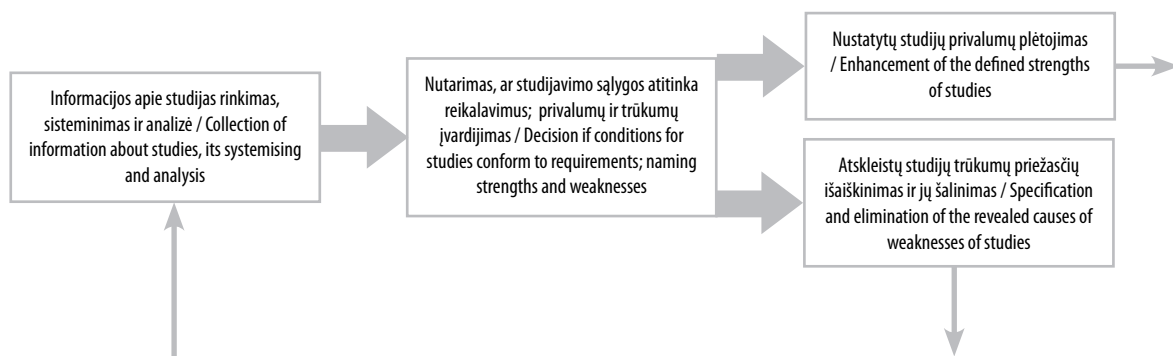 Informacijos apie studijas rinkimas,
sisteminimas ir analizė / Collection of
information about studies, its systemising
and analysis
Nutarimas, ar studijavimo sąlygos atitinka
reikalavimus; privalumų ir trūkumų
įvardijimas / Decision if conditions for
studies conform to requirements; naming
strengths and weaknesses
Nustatytų studijų privalumų plėtojimas
/ Enhancement of the defined strengths
of studies
Atskleistų studijų trūkumų priežasčių
išaiškinimas ir jų šalinimas / Specification
and elimination of the revealed causes of
weaknesses of studies